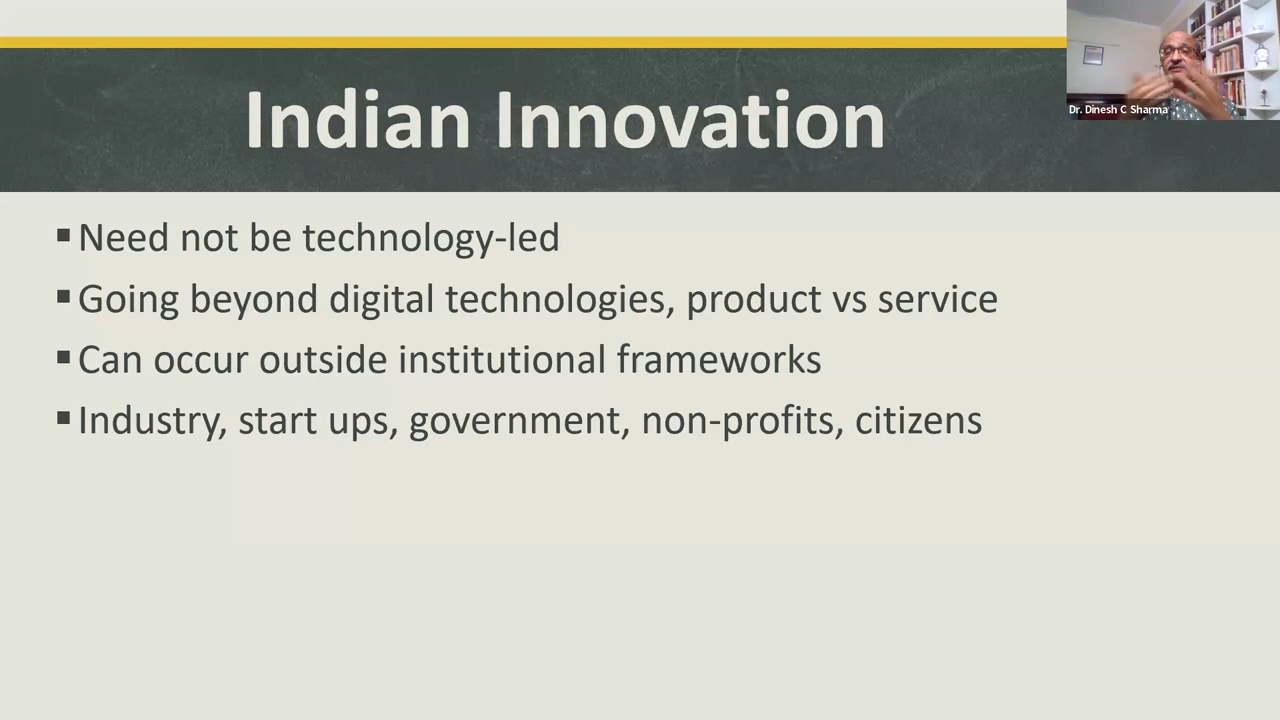 Indian Innovation
Dr. Dinesh C Sharma
▪Need not be technology-led
▪Going beyond digital technologies, product vs service
▪Can occur outside institutional frameworks
▪Industry, start ups, government, non-profits, citizens